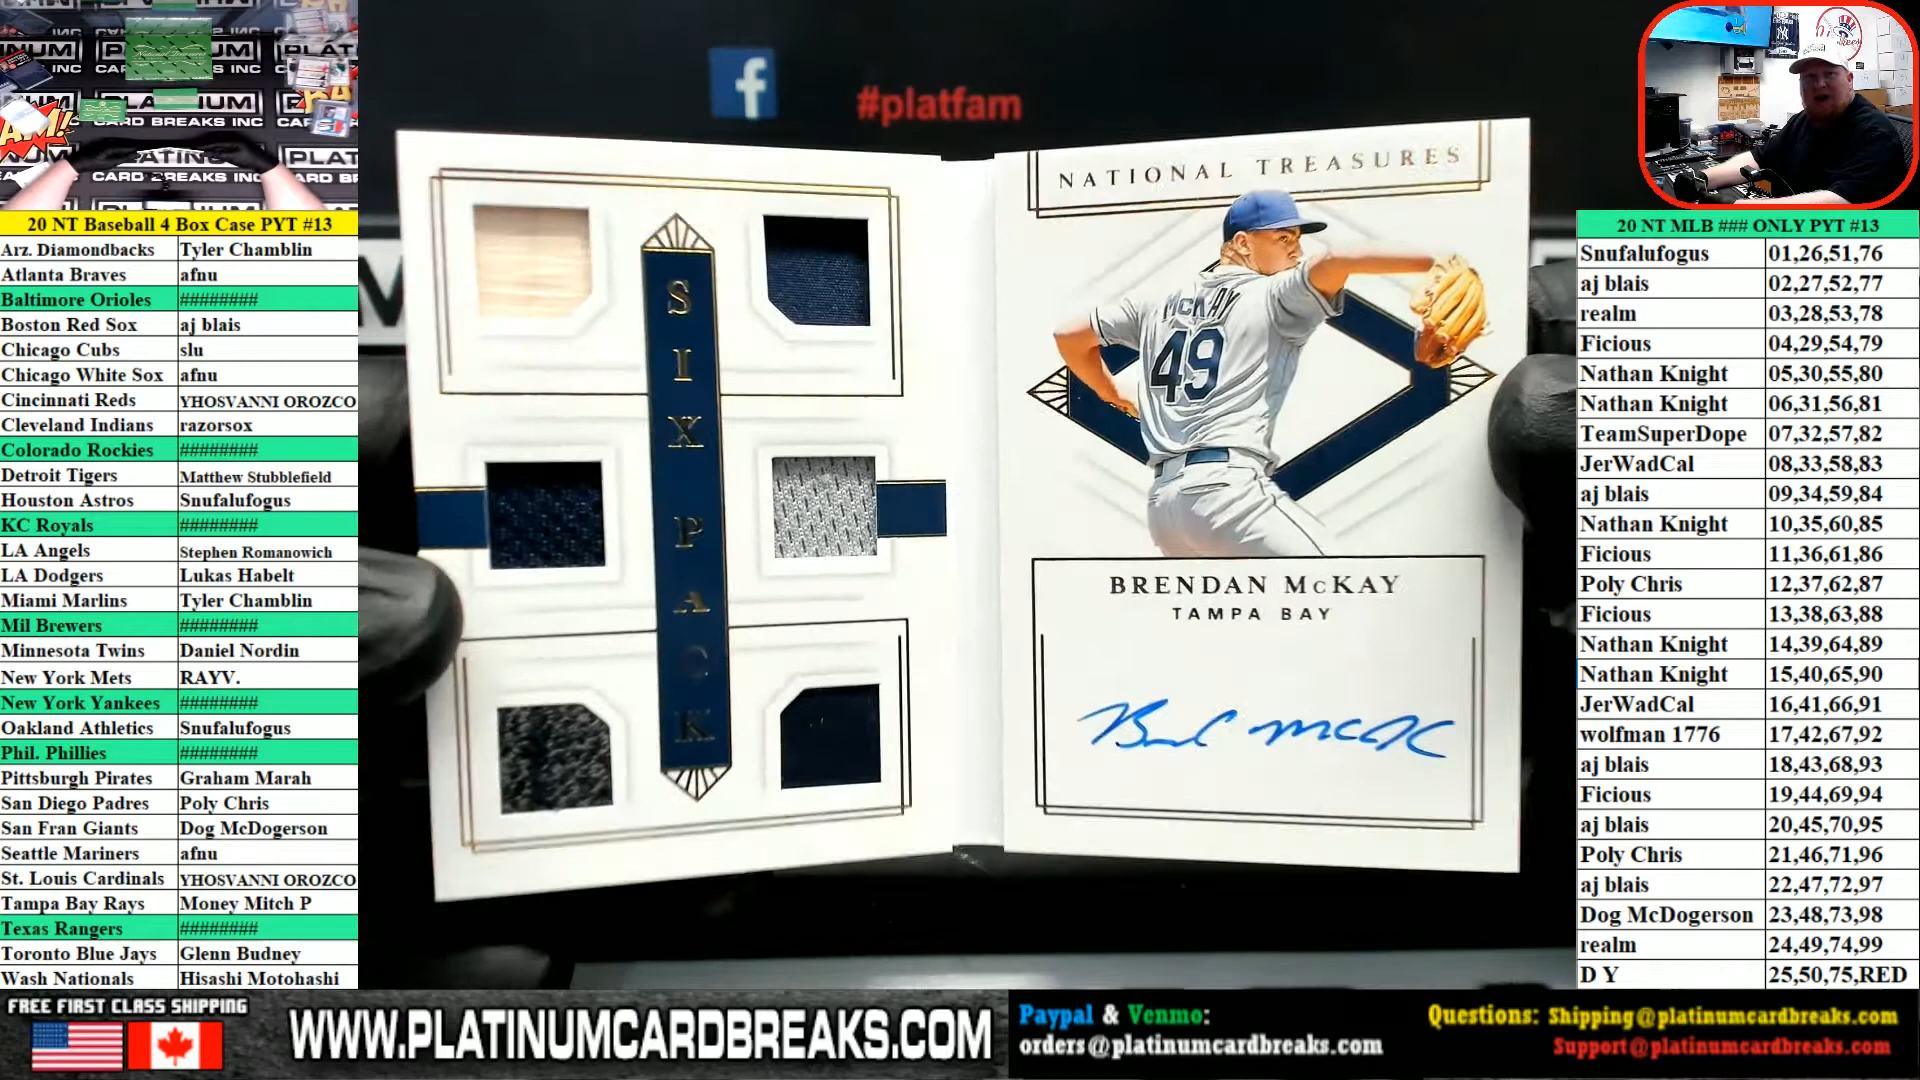 #platfam
20 NT Baseball 4 Box Case PYT #13
Arz. Diamondbacks Tyler Chamblin
Atlanta Braves afnu
Baltimore Orioles ########
Boston Red Sox aj blais
Chicago Cubs slu
Chicago White Sox afnu
Cincinnati Reds YHOSVANNI OROZCO
Cleveland Indians razorsox
Colorado Rockies ########
Detroit Tigers Matthew Stubblefield
Houston Astros Snufalufogus
KC Royals ########
LA Angels Stephen Romanowich
LA Dodgers Lukas Habelt
Miami Marlins Tyler Chamblin
Mil Brewers ########
Minnesota Twins Daniel Nordin
New York Mets RAYV.
New York Yankees ########
Oakland Athletics Snufalufogus
Phil. Phillies ########
Pittsburgh Pirates Graham Marah
San Diego Padres Poly Chris
San Fran Giants Dog McDogerson
Seattle Mariners afnu
St. Louis Cardinals YHOSVANNI OROZCO
Tampa Bay Rays Money Mitch P
Texas Rangers ########
Toronto Blue Jays Glenn Budney
Wash Nationals Hisashi Motohashi
SIX PACK
NATIONAL TREASURES
McKAY
49
BRENDAN McKAY
TAMPA BAY
20 NT MLB ### ONLY PYT #13
Snufalufogus 01,26,51,76
aj blais 02,27,52,77
realm 03,28,53,78
Ficious 04,29,54,79
Nathan Knight 05,30,55,80
Nathan Knight 06,31,56,81
TeamSuperDope 07,32,57,82
JerWadCal 08,33,58,83
aj blais 09,34,59,84
Nathan Knight 10,35,60,85
Ficious 11,36,61,86
Poly Chris 12,37,62,87
Ficious 13,38,63,88
Nathan Knight 14,39,64,89
Nathan Knight 15,40,65,90
JerWadCal 16,41,66,91
wolfman 1776 17,42,67,92
aj blais 18,43,68,93
Ficious 19,44,69,94
aj blais 20,45,70,95
Poly Chris 21,46,71,96
aj blais 22,47,72,97
Dog McDogerson 23,48,73,98
realm 24,49,74,99
D Y 25,50,75,RED
FREE FIRST CLASS SHIPPING
WWW.PLATINUMCARDBREAKS.COM
Paypal & Venmo:
orders@platinumcardbreaks.com
Questions: Shipping@platinumcardbreaks.com
Support@platinumcardbreaks.com